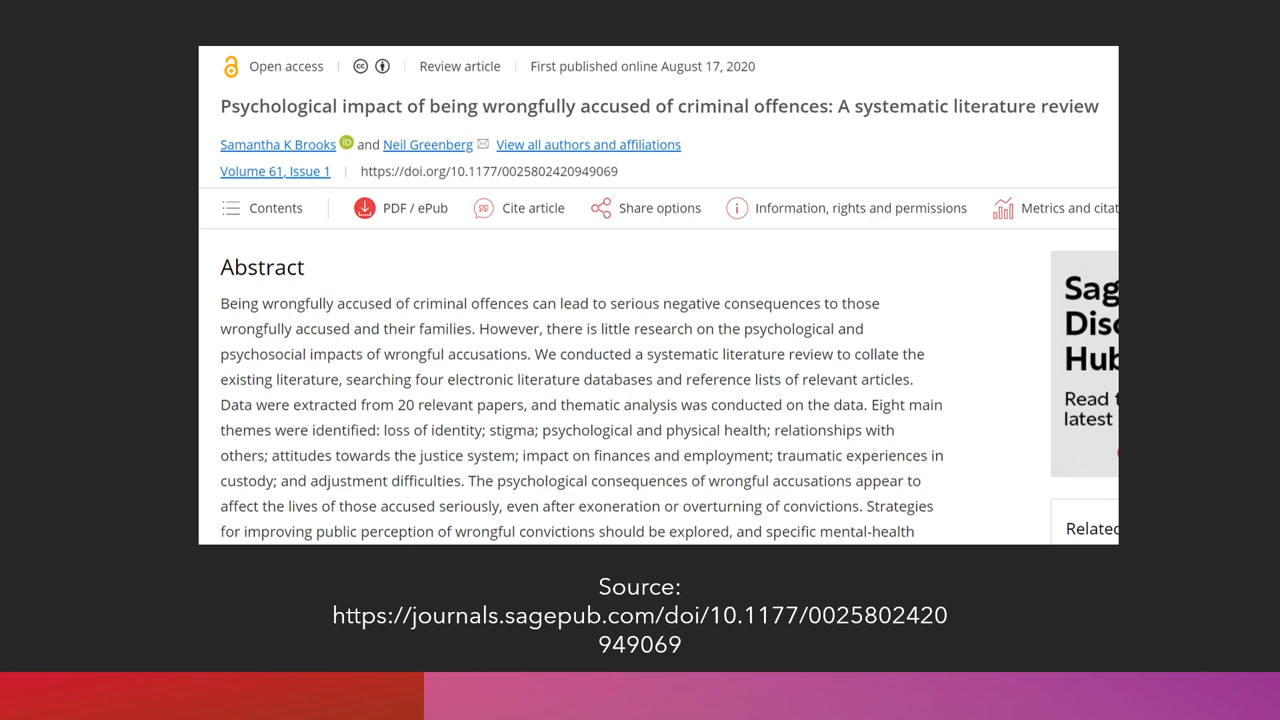 Open access | Review article | First published online August 17, 2020
Psychological impact of being wrongfully accused of criminal offences: A systematic literature review
Samantha K Brooks iD and Neil Greenberg View all authors and affiliations
Volume 61, Issue 1 | https://doi.org/10.1177/0025802420949069
Contents | PDF / ePub Cite article Share options Information, rights and permissions Metrics and citat
Abstract
Being wrongfully accused of criminal offences can lead to serious negative consequences to those
wrongfully accused and their families. However, there is little research on the psychological and
psychosocial impacts of wrongful accusations. We conducted a systematic literature review to collate the
existing literature, searching four electronic literature databases and reference lists of relevant articles.
Data were extracted from 20 relevant papers, and thematic analysis was conducted on the data. Eight main
themes were identified: loss of identity; stigma; psychological and physical health; relationships with
others; attitudes towards the justice system; impact on finances and employment; traumatic experiences in
custody; and adjustment difficulties. The psychological consequences of wrongful accusations appear to
affect the lives of those accused seriously, even after exoneration or overturning of convictions. Strategies
for improving public perception of wrongful convictions should be explored, and specific mental-health
Sag
Disc
Hub
Read
latest
Related
Source:
https://journals.sagepub.com/doi/10.1177/0025802420
949069